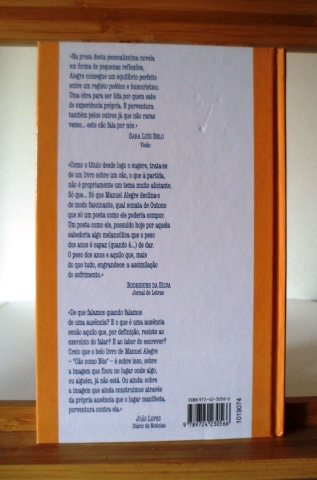 «Na prosa desta pessoalíssima novela
em forma de pequenas reflexões,
Alegre consegue um equilíbrio perfeito
entre um registo poético e humorístico.
Uma obra para ser lida por quem sabe
de experiência própria. E porventura
também pelos outros já que não raras
vezes... este cão fala por nós.»
SARA LUÍS BELO
Visão
«Como o título desde logo o sugere, trata-se
de um livro sobre um cão, o que à partida,
não é propriamente um tema muito aliciante.
Só que... Só que Manuel Alegre declina-o
de modo fascinante, qual sonata de Outono
que só um poeta como ele poderia compor.
Um poeta como ele, possuído hoje por aquela
sabedoria algo melancólica que o peso
dos anos é capaz (quando é...) de dar.
O peso dos anos e aquilo que, mais
do que tudo, engrandece: a assimilação
do sofrimento.»
RODRIGUES DA SILVA
Jornal de Letras
«De que falamos quando falamos
de uma ausência? E o que é uma ausência
senão aquilo que, por definição, resiste ao
exercício do falar? E ao labor do escrever?
Creio que o belo livro de Manuel Alegre
– "Cão como Nós" – é sobre isso, sobre
a imagem que ficou no lugar onde algo,
ou alguém, já não está. Ou ainda: sobre
a imagem que ainda construímos através
da própria ausência que o lugar manifesta,
porventura contra ela.»
JOÃO LOPES
Diário de Notícias
ISBN 972-42-3056-0
9 789724 230566
1019074